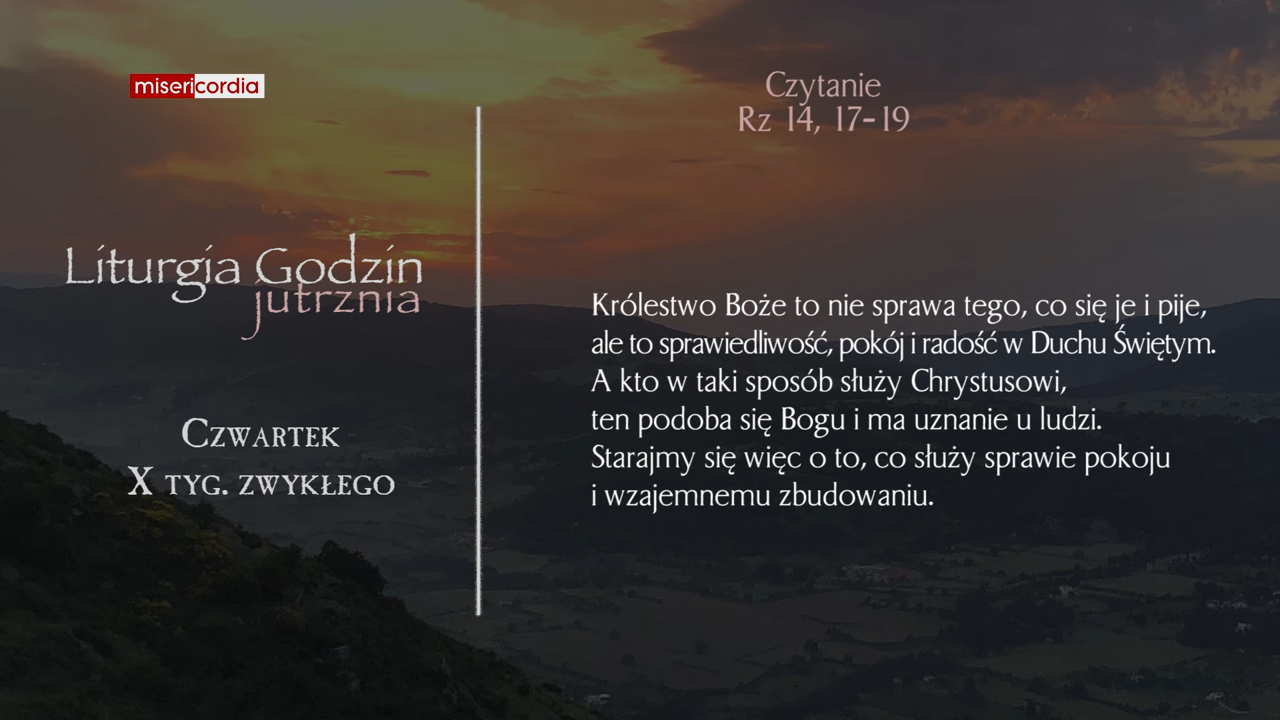 misericordia
Liturgia Godzin
jutrznia
Czwartek
X tyg. zwykłego
Czytanie
Rz 14, 17-19
Królestwo Boże to nie sprawa tego, co się je i pije,
ale to sprawiedliwość, pokój i radość w Duchu Świętym.
A kto w taki sposób służy Chrystusowi,
ten podoba się Bogu i ma uznanie u ludzi.
Starajmy się więc o to, co służy sprawie pokoju
i wzajemnemu zbudowaniu.